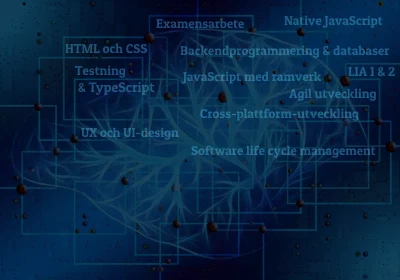 Examensarbete
Native JavaScript
HTML och CSS
Backendprogrammering & databaser
Testning
& TypeScript
JavaScript med ramverk
LIA 1 & 2
Agil utveckling
Cross-plattform-utveckling
UX och UI-design
Software life cycle management